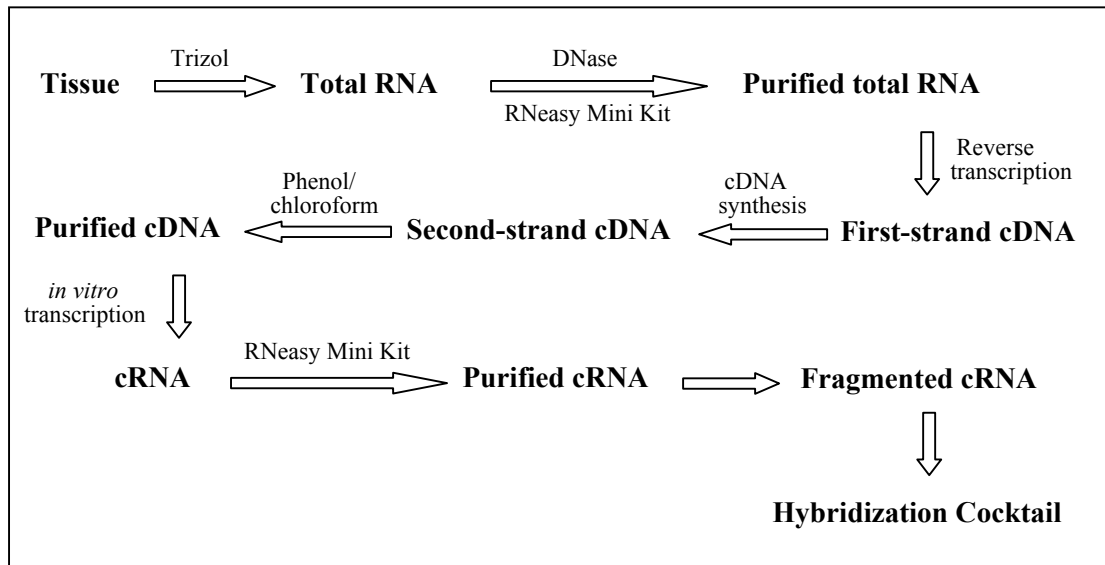 Trizol
DNase
Tissue
Total RNA
Purified total RNA
RNeasy Mini Kit
Reverse
transcription
cDNA
synthesis
Phenol/
chloroform
First-strand cDNA
Second-strand cDNA
Purified cDNA
in vitro
transcription
RNeasy Mini Kit
cRNA
Purified cRNA
Fragmented cRNA
Hybridization Cocktail